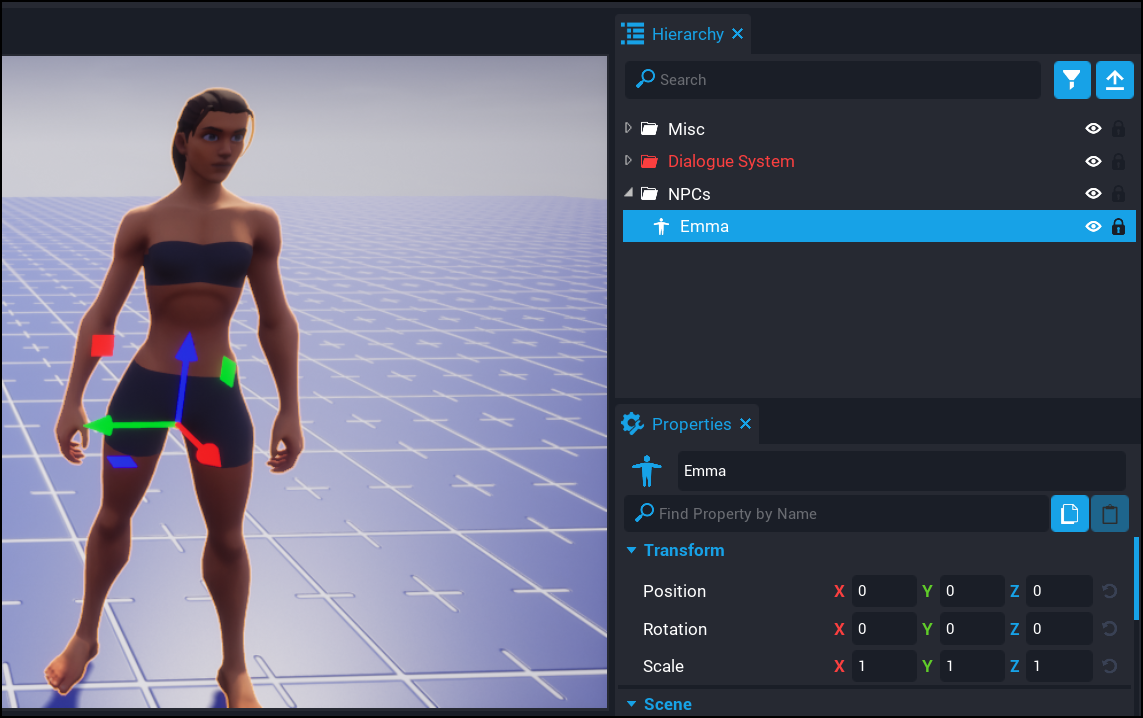 Hierarchy
Search
Misc
Dialogue System
NPCs
Emma
Properties
Emma
Find Property by Name
Transform
Position X 0 Y 0 Z 0
Rotation X 0 Y 0 Z 0
Scale X 1 Y 1 Z 1
Scene